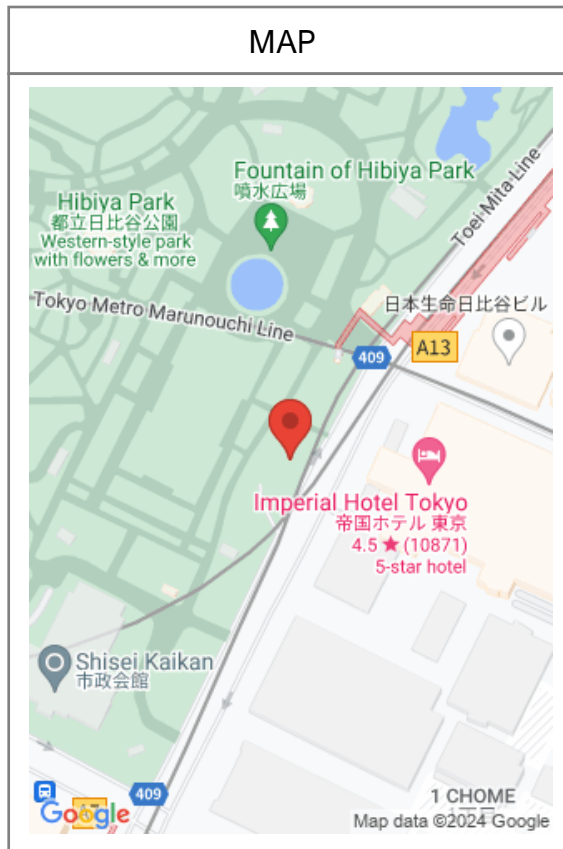 MAP
Fountain of Hibiya Park
噴水広場
Hibiya Park
都立日比谷公園
Western-style park
with flowers & more
Toei Mita Line
Tokyo Metro Marunouchi Line
日本生命日比谷ビル
409
A13
Imperial Hotel Tokyo
帝国ホテル 東京
4.5 ★ (10871)
5-star hotel
Shisei Kaikan
市政会館
409
Google
1 CHOME
Map data ©2024 Google